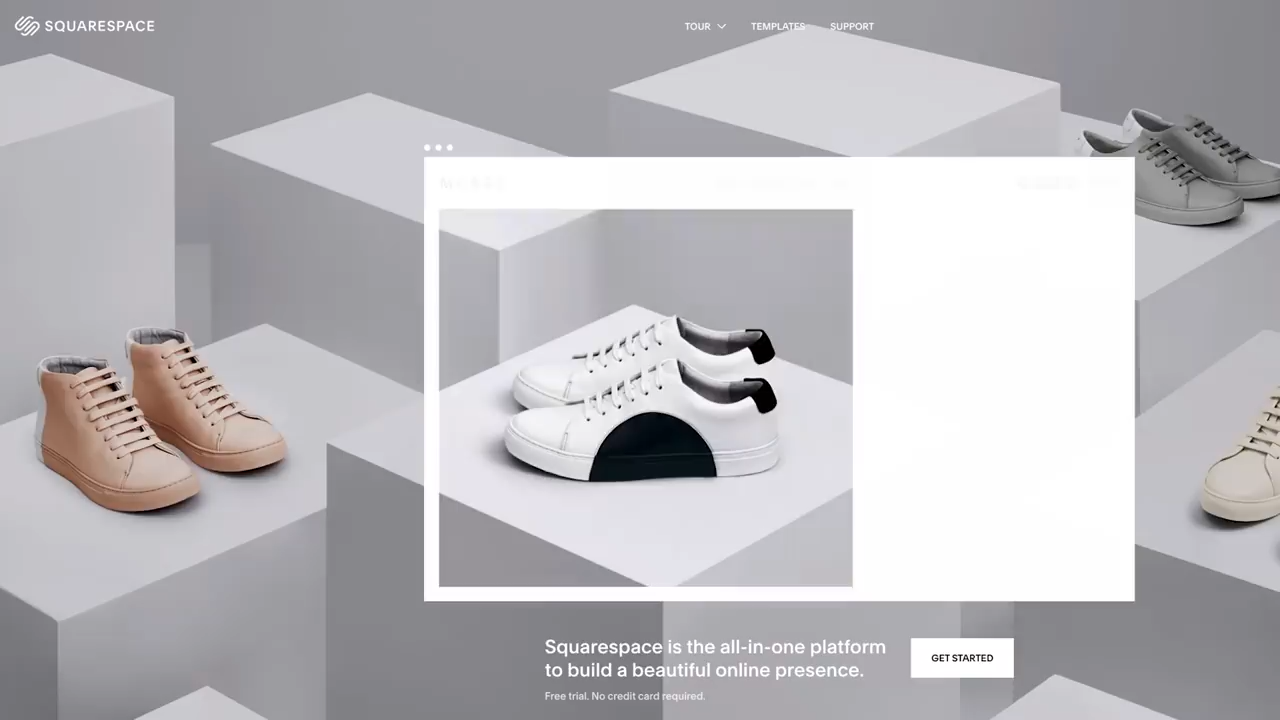 SQUARESPACE
TOUR
TEMPLATES
SUPPORT
Squarespace is the all-in-one platform
to build a beautiful online presence.
GET STARTED
Free trial. No credit card required.